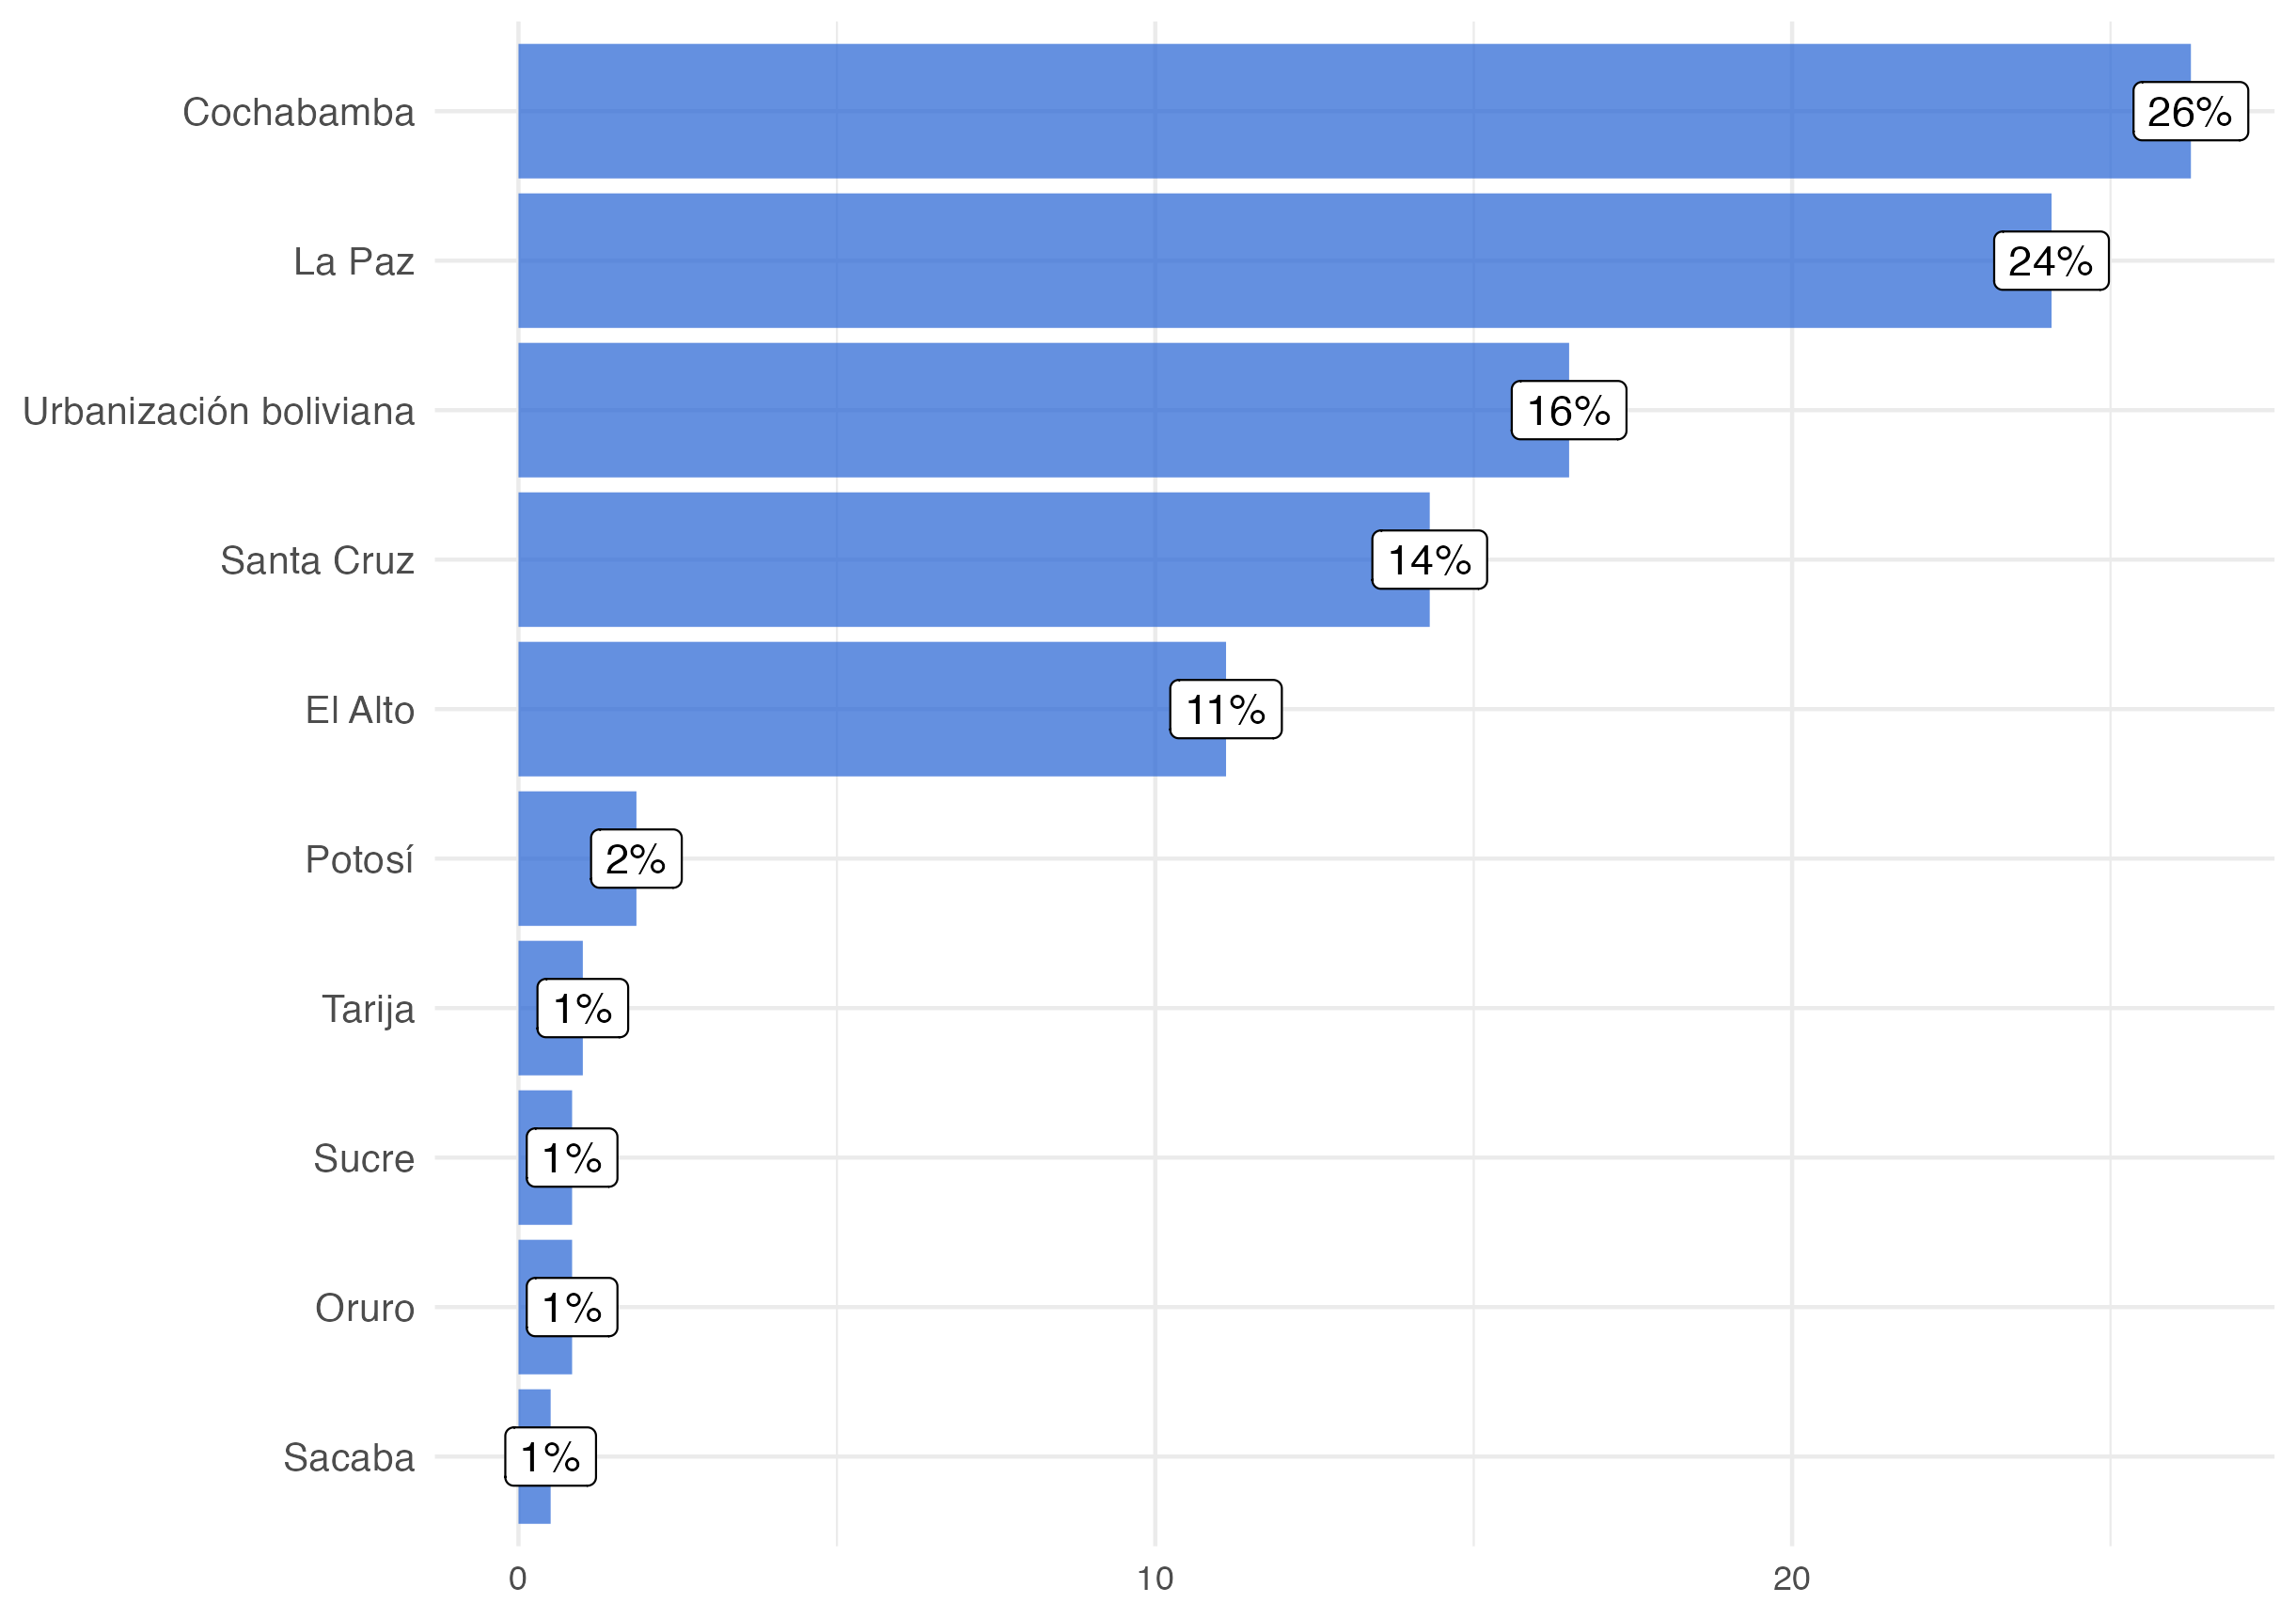 Cochabamba 26%
La Paz 24%
Urbanización boliviana 16%
Santa Cruz 14%
El Alto 11%
Potosí 2%
Tarija 1%
Sucre 1%
Oruro 1%
Sacaba 1%
0 10 20